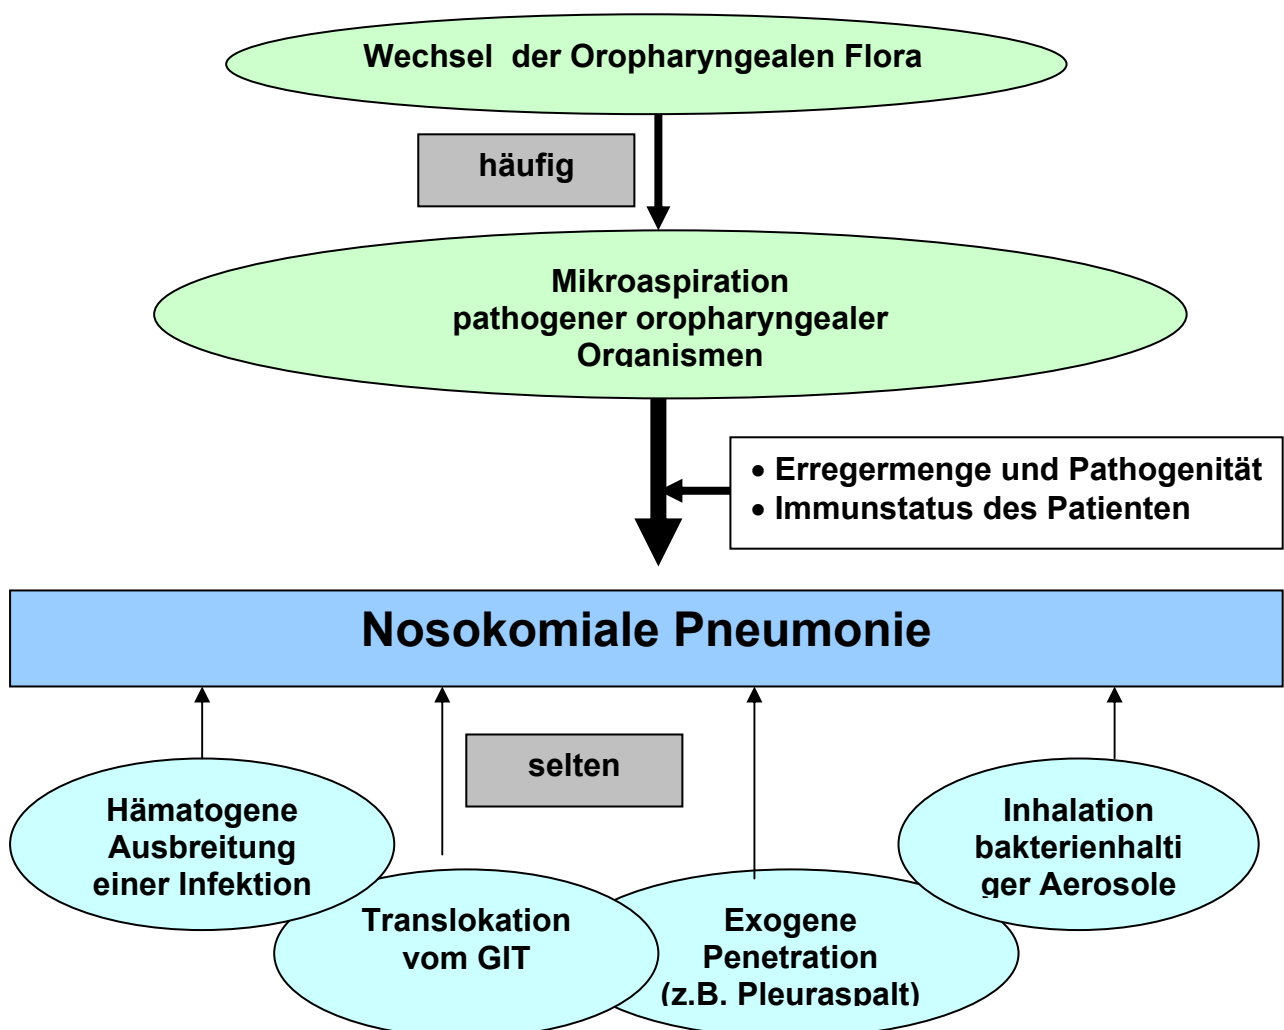 Wechsel der Oropharyngealen Flora
häufig
Mikroaspiration
pathogener oropharyngealer
Organismen
• Erregermenge und Pathogenität
• Immunstatus des Patienten
Nosokomiale Pneumonie
selten
Hämatogene
Ausbreitung
einer Infektion
Translokation
vom GIT
Exogene
Penetration
(z.B. Pleuraspalt)
Inhalation
bakterienhalti
ger Aerosole